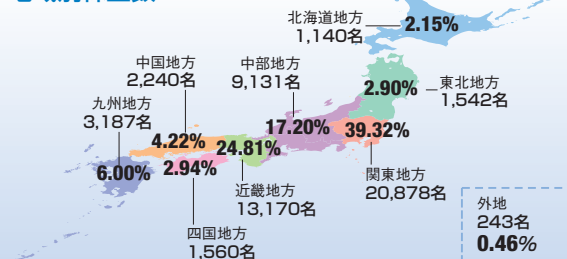 北海道地方
1,140名
2.15%
中国地方
2,240名
中部地方
9,131名
2.90%
東北地方
1,542名
九州地方
3,187名
4.22%
24.81%
17.20%
39.32%
6.00%
2.94%
近畿地方
13,170名
関東地方
20,878名
四国地方
1,560名
外地
243名
0.46%